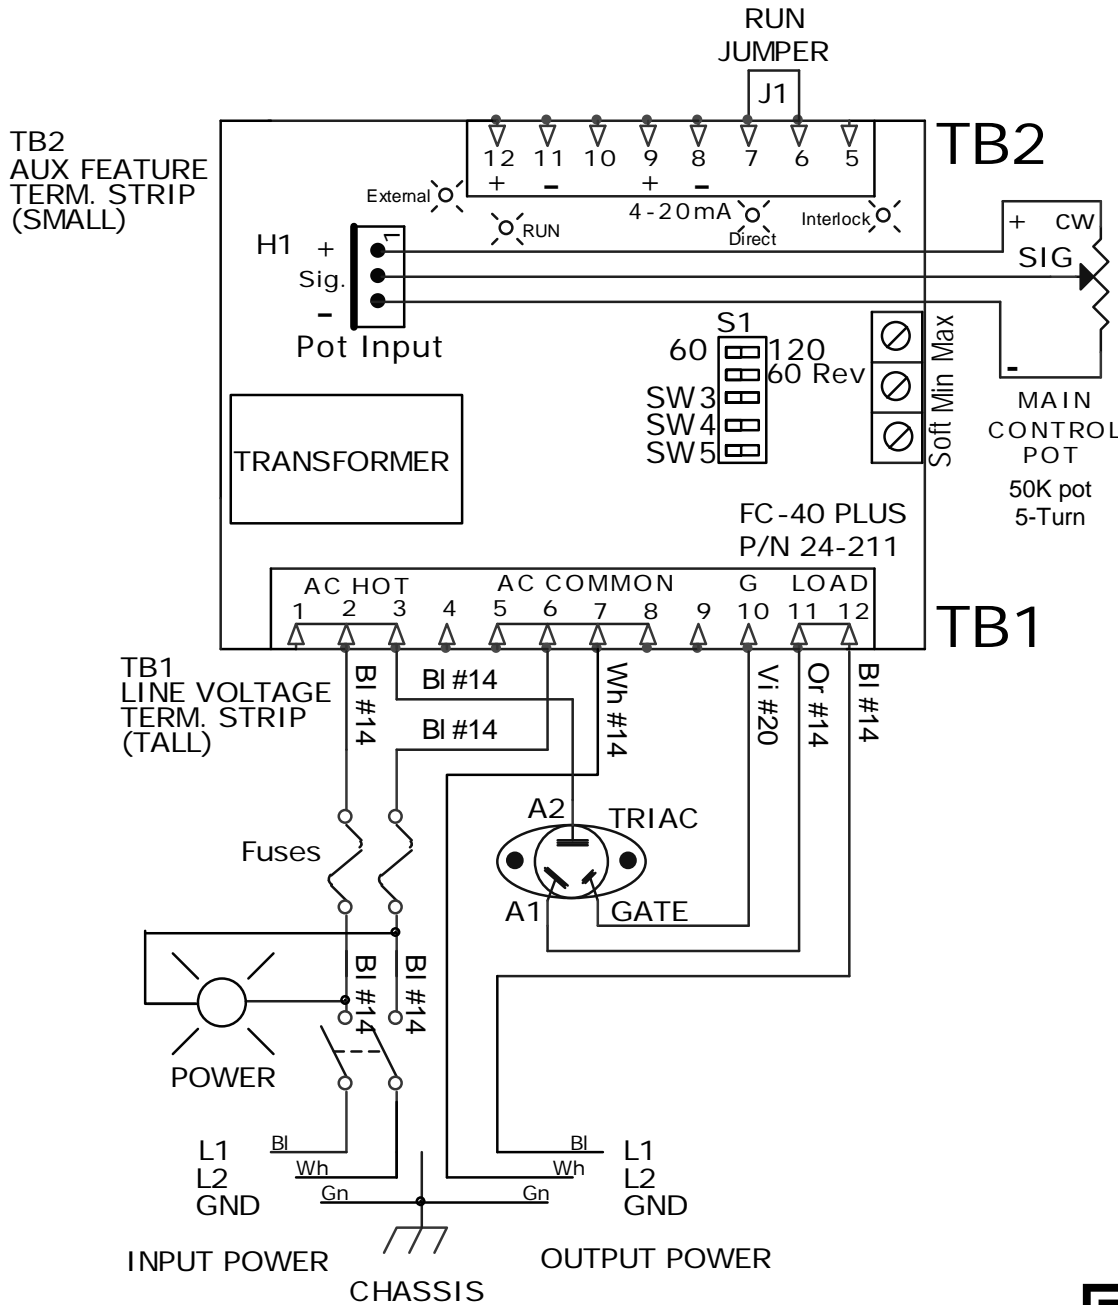 RUN
JUMPER
J1
TB2
AUX FEATURE
TERM. STRIP
(SMALL)
12 11 10 9 8 7 6 5
+ - + -
TB2
External
RUN
4-20mA
Direct
Interlock
H1
+
Sig.
-
1
Pot Input
+ CW
SIG
-
MAIN
CONTROL
POT
50K pot
5-Turn
S1
60
120
60 Rev
SW3
SW4
SW5
Soft Min Max
TRANSFORMER
FC-40 PLUS
P/N 24-211
AC HOT AC COMMON G LOAD
1 2 3 4 5 6 7 8 9 10 11 12
TB1
TB1
LINE VOLTAGE
TERM. STRIP
(TALL)
Bl #14
Bl #14
Bl #14
Wh #14
Vi #20
Or #14
Bl #14
A2
TRIAC
Fuses
A1
GATE
Bl #14
Bl #14
POWER
L1 Bl
L2 Wh
GND Gn
Bl L1
Wh L2
Gn GND
INPUT POWER
OUTPUT POWER
CHASSIS